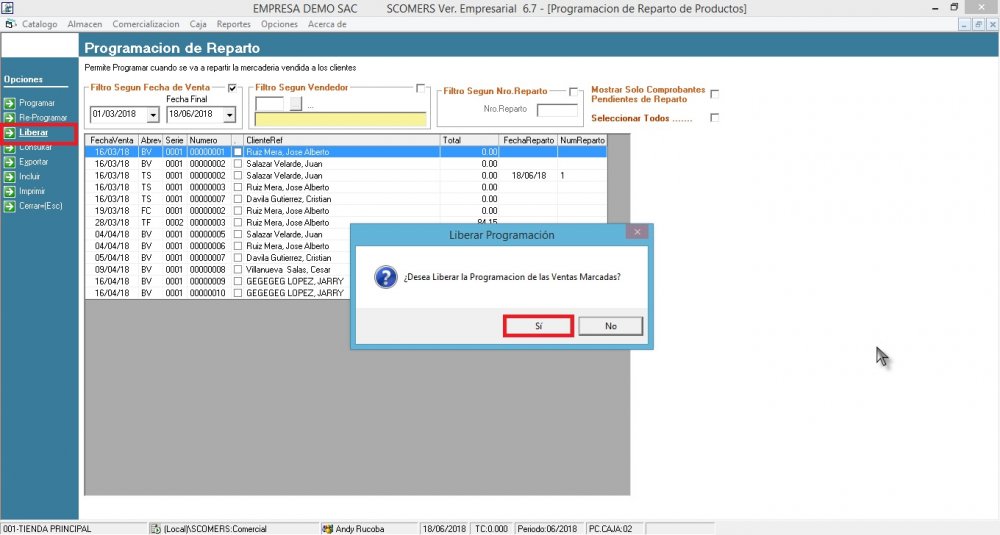 EMPRESA DEMO SAC SCOMERS Ver. Empresarial 6.7 - [Programacion de Reparto de Productos]
Catalogo Almacen Comercializacion Caja Reportes Opciones Acerca de
Programacion de Reparto
Permite Programar cuando se va a repartir la mercaderia vendida a los clientes
Opciones
Programar
Re-Programar
Liberar
Consultar
Exportar
Incluir
Imprimir
Cerrar=(Esc)
Filtro Segun Fecha de Venta
Fecha Final
01/03/2018 18/06/2018
Filtro Segun Vendedor
...
Filtro Segun Nro.Reparto
Nro.Reparto
Mostrar Solo Comprobantes
Pendientes de Reparto
Seleccionar Todos .......
FechaVenta Abrev Serie Numero . ClienteRef Total FechaReparto NumReparto
16/03/18 BV 0001 00000001 Ruiz Mera, Jose Alberto 0.00
16/03/18 BV 0001 00000002 Salazar Velarde, Juan 0.00
16/03/18 TS 0001 00000002 Salazar Velarde, Juan 0.00 18/06/18 1
16/03/18 BV 0001 00000003 Ruiz Mera, Jose Alberto 0.00
16/03/18 TS 0001 00000007 Davila Gutierrez, Cristian 0.00
19/03/18 FC 0001 00000002 Ruiz Mera, Jose Alberto 0.00
28/03/18 TF 0002 00000003 Ruiz Mera, Jose Alberto 84.15
04/04/18 BV 0001 00000005 Salazar Velarde, Juan
04/04/18 BV 0001 00000006 Ruiz Mera, Jose Alberto
05/04/18 BV 0001 00000007 Davila Gutierrez, Cristian
09/04/18 BV 0001 00000008 Villanueva Salas, Cesar
16/04/18 BV 0001 00000009 GEGEGEG LOPEZ, JARRY
16/04/18 BV 0001 00000010 GEGEGEG LOPEZ, JARRY
Liberar Programación
¿Desea Liberar la Programacion de las Ventas Marcadas?
Sí No
001-TIENDA PRINCIPAL (Local)\SCOMERS:Comercial Andy Rucoba 18/06/2018 TC:0.000 Periodo:06/2018 PC.CAJA:02